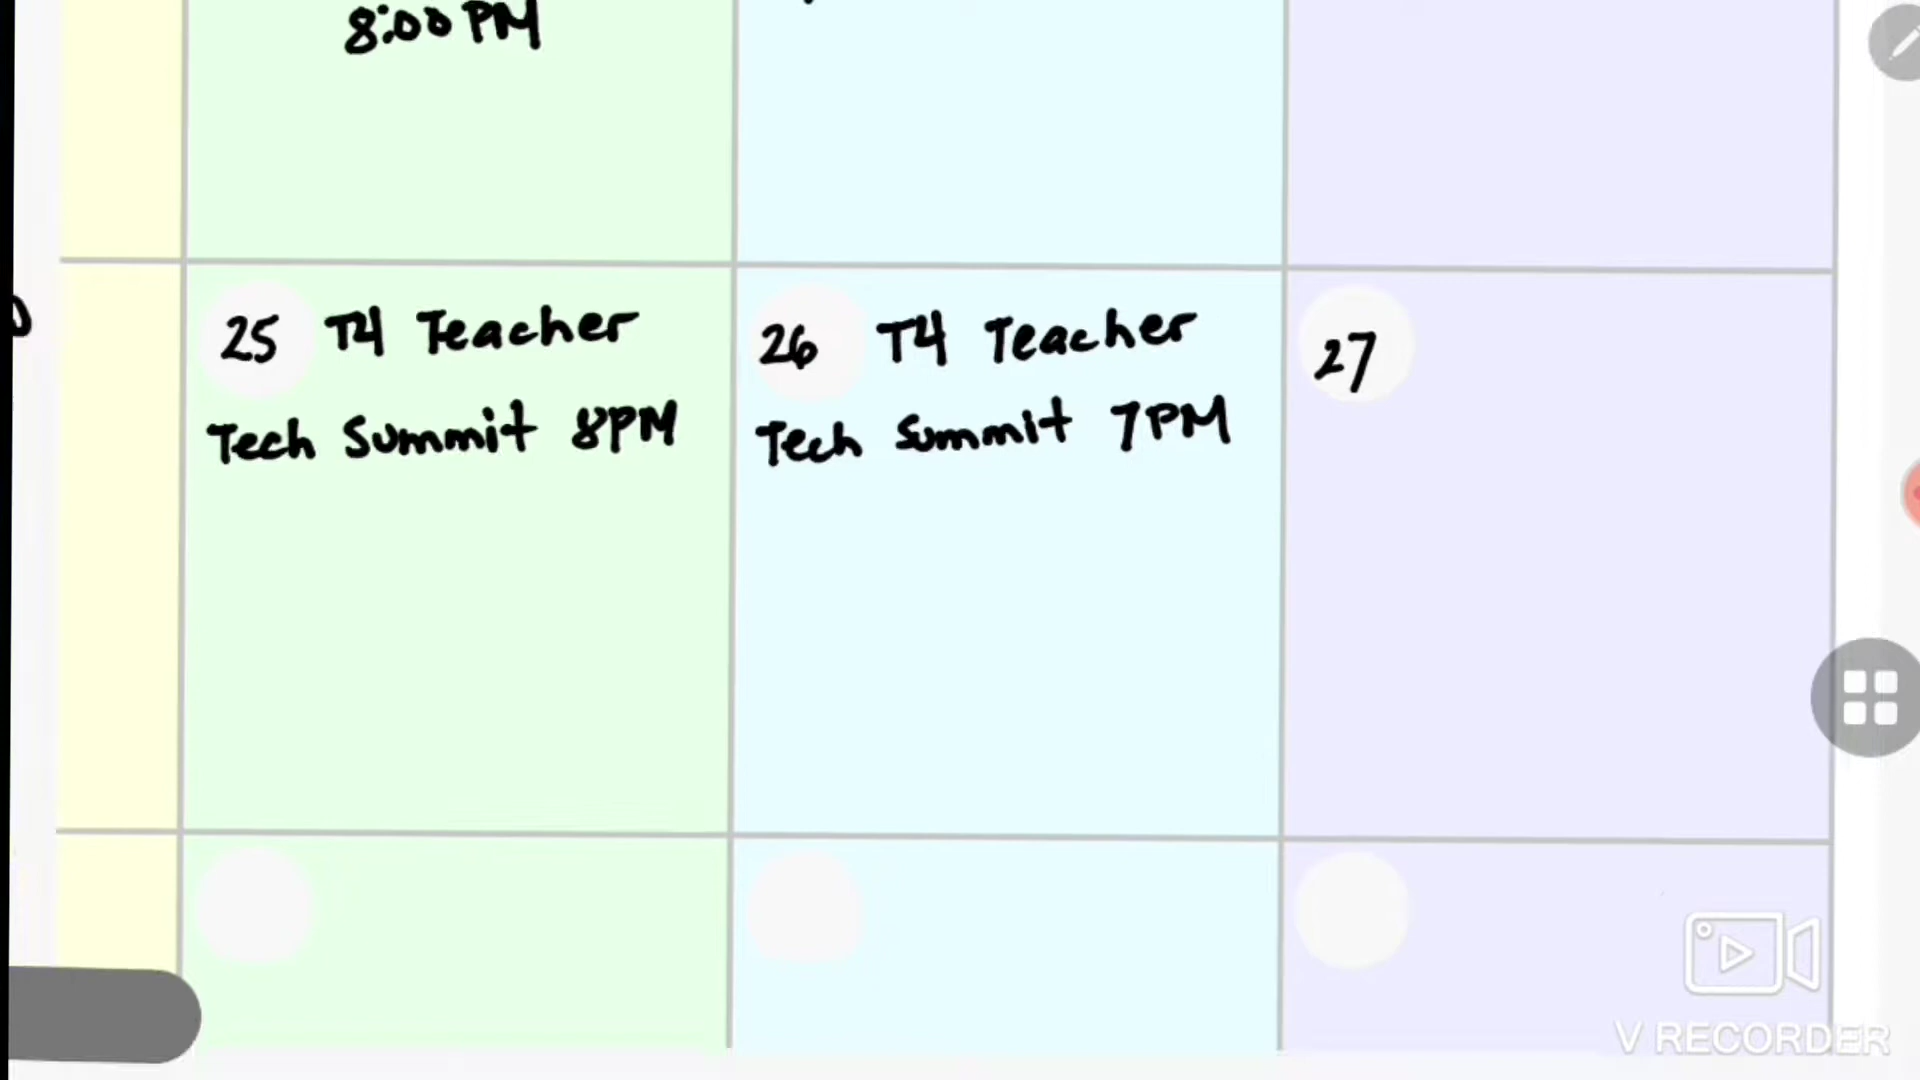 8:00 PM
25 T4 Teacher
Tech Summit 8PM
26 T4 Teacher
Tech Summit 7PM
27
V RECORDER